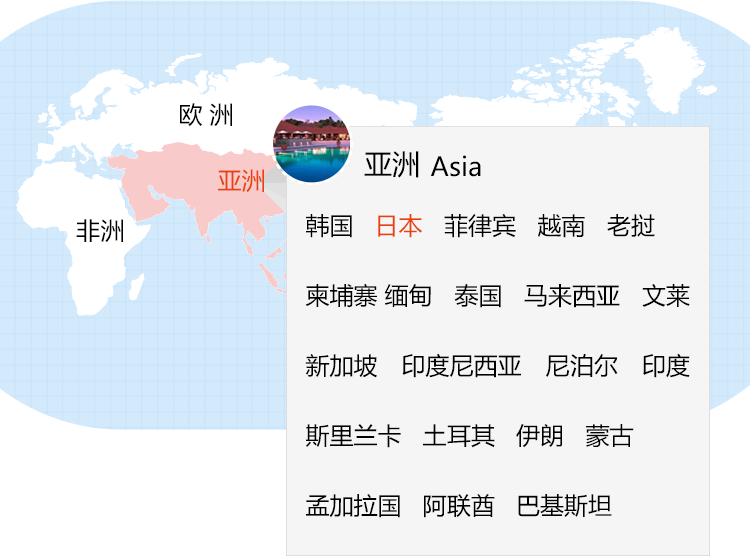 欧 洲
亚洲
非洲
亚洲 Asia
韩国 日本 菲律宾 越南 老挝
柬埔寨 缅甸 泰国 马来西亚 文莱
新加坡 印度尼西亚 尼泊尔 印度
斯里兰卡 土耳其 伊朗 蒙古
孟加拉国 阿联酋 巴基斯坦